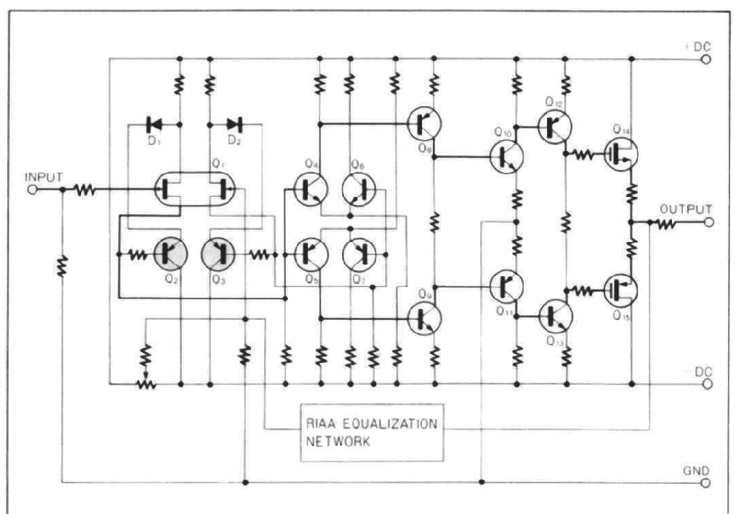 +DC
Q12
Q10
Q14
Q8
D1
D2
Q1
Q4
Q6
INPUT
OUTPUT
Q2
Q3
Q5
Q7
Q9
Q11
Q13
Q15
-DC
RIAA EQUALIZATION
NETWORK
GND